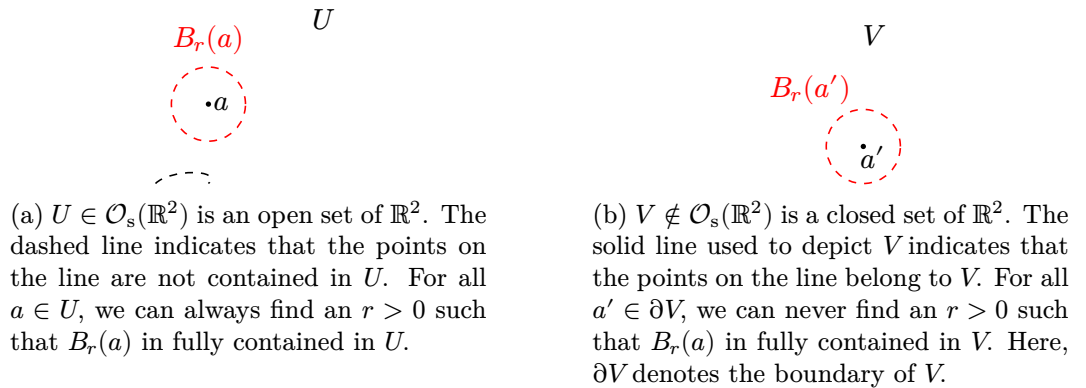 U
B_r(a)
a
V
B_r(a′)
a′
(a) U ∈ 𝒪_s(ℝ²) is an open set of ℝ². The
dashed line indicates that the points on
the line are not contained in U. For all
a ∈ U, we can always find an r > 0 such
that B_r(a) in fully contained in U.
(b) V ∉ 𝒪_s(ℝ²) is a closed set of ℝ². The
solid line used to depict V indicates that
the points on the line belong to V. For all
a′ ∈ ∂V, we can never find an r > 0 such
that B_r(a) in fully contained in V. Here,
∂V denotes the boundary of V.